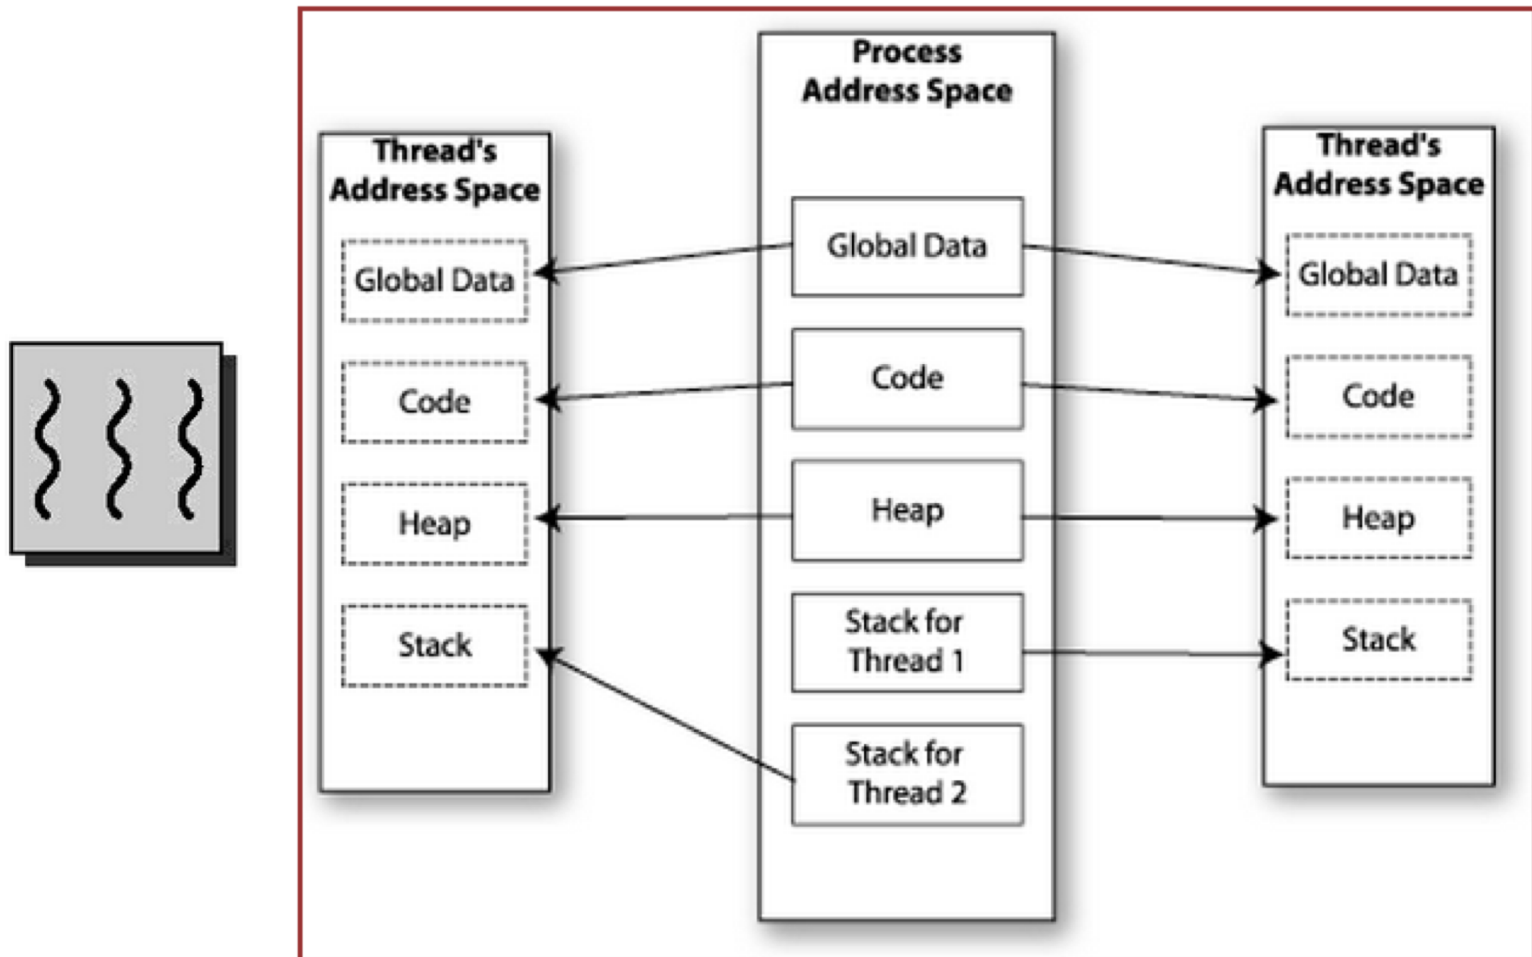 Process
Address Space
Thread's
Address Space
Global Data
Code
Heap
Stack
Global Data
Code
Heap
Stack for
Thread 1
Stack for
Thread 2
Thread's
Address Space
Global Data
Code
Heap
Stack